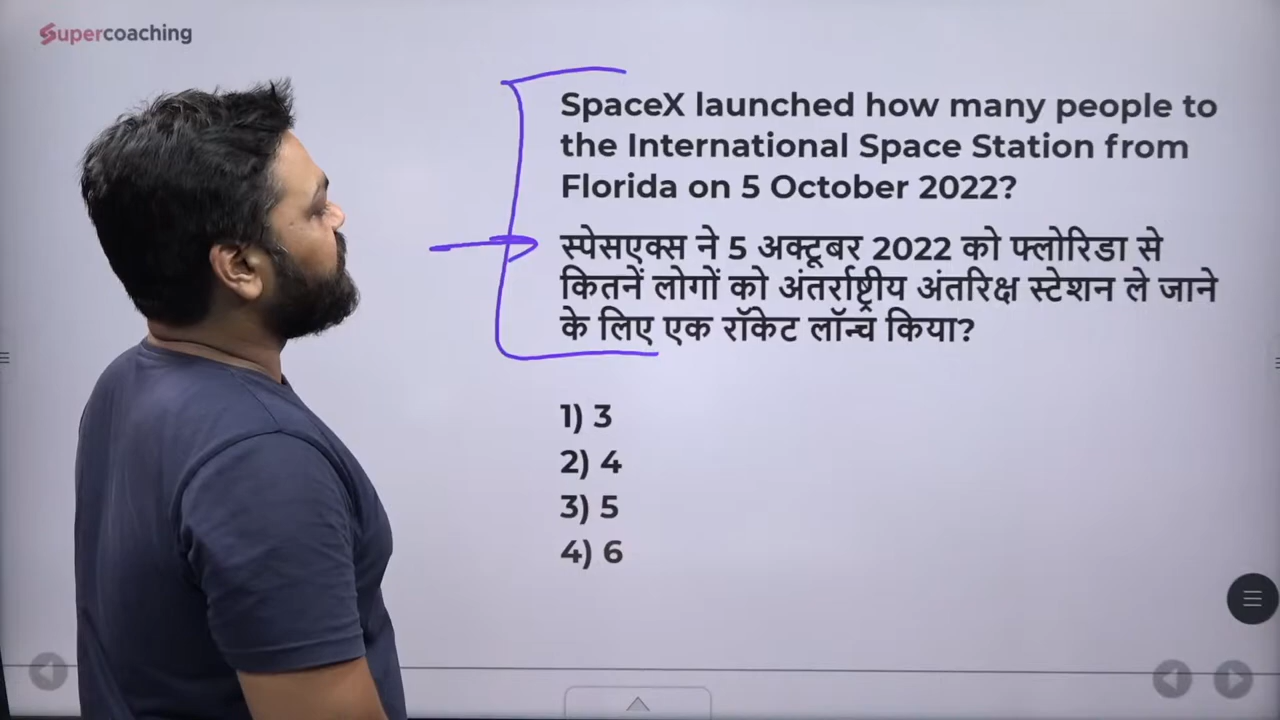 Supercoaching
SpaceX launched how many people to
the International Space Station from
Florida on 5 October 2022?
स्पेसएक्स ने 5 अक्टूबर 2022 को फ्लोरिडा से
कितनें लोगों को अंतर्राष्ट्रीय अंतरिक्ष स्टेशन ले जाने
के लिए एक रॉकेट लॉन्च किया?
1) 3
2) 4
3) 5
4) 6